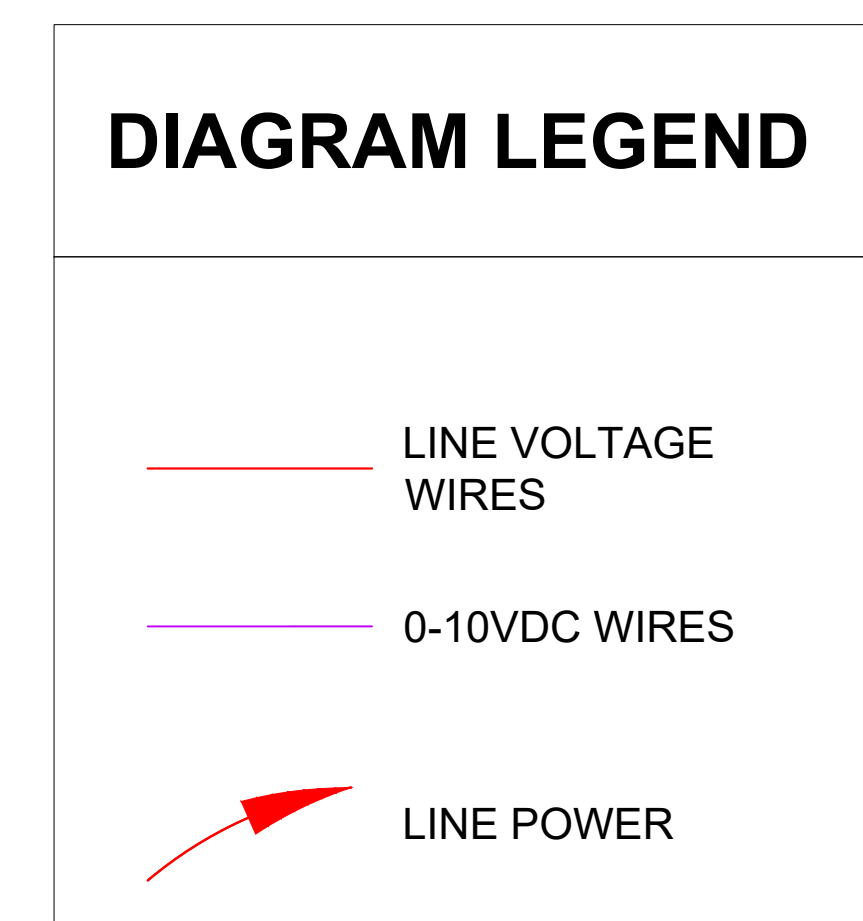 DIAGRAM LEGEND
LINE VOLTAGE
WIRES
0-10VDC WIRES
LINE POWER